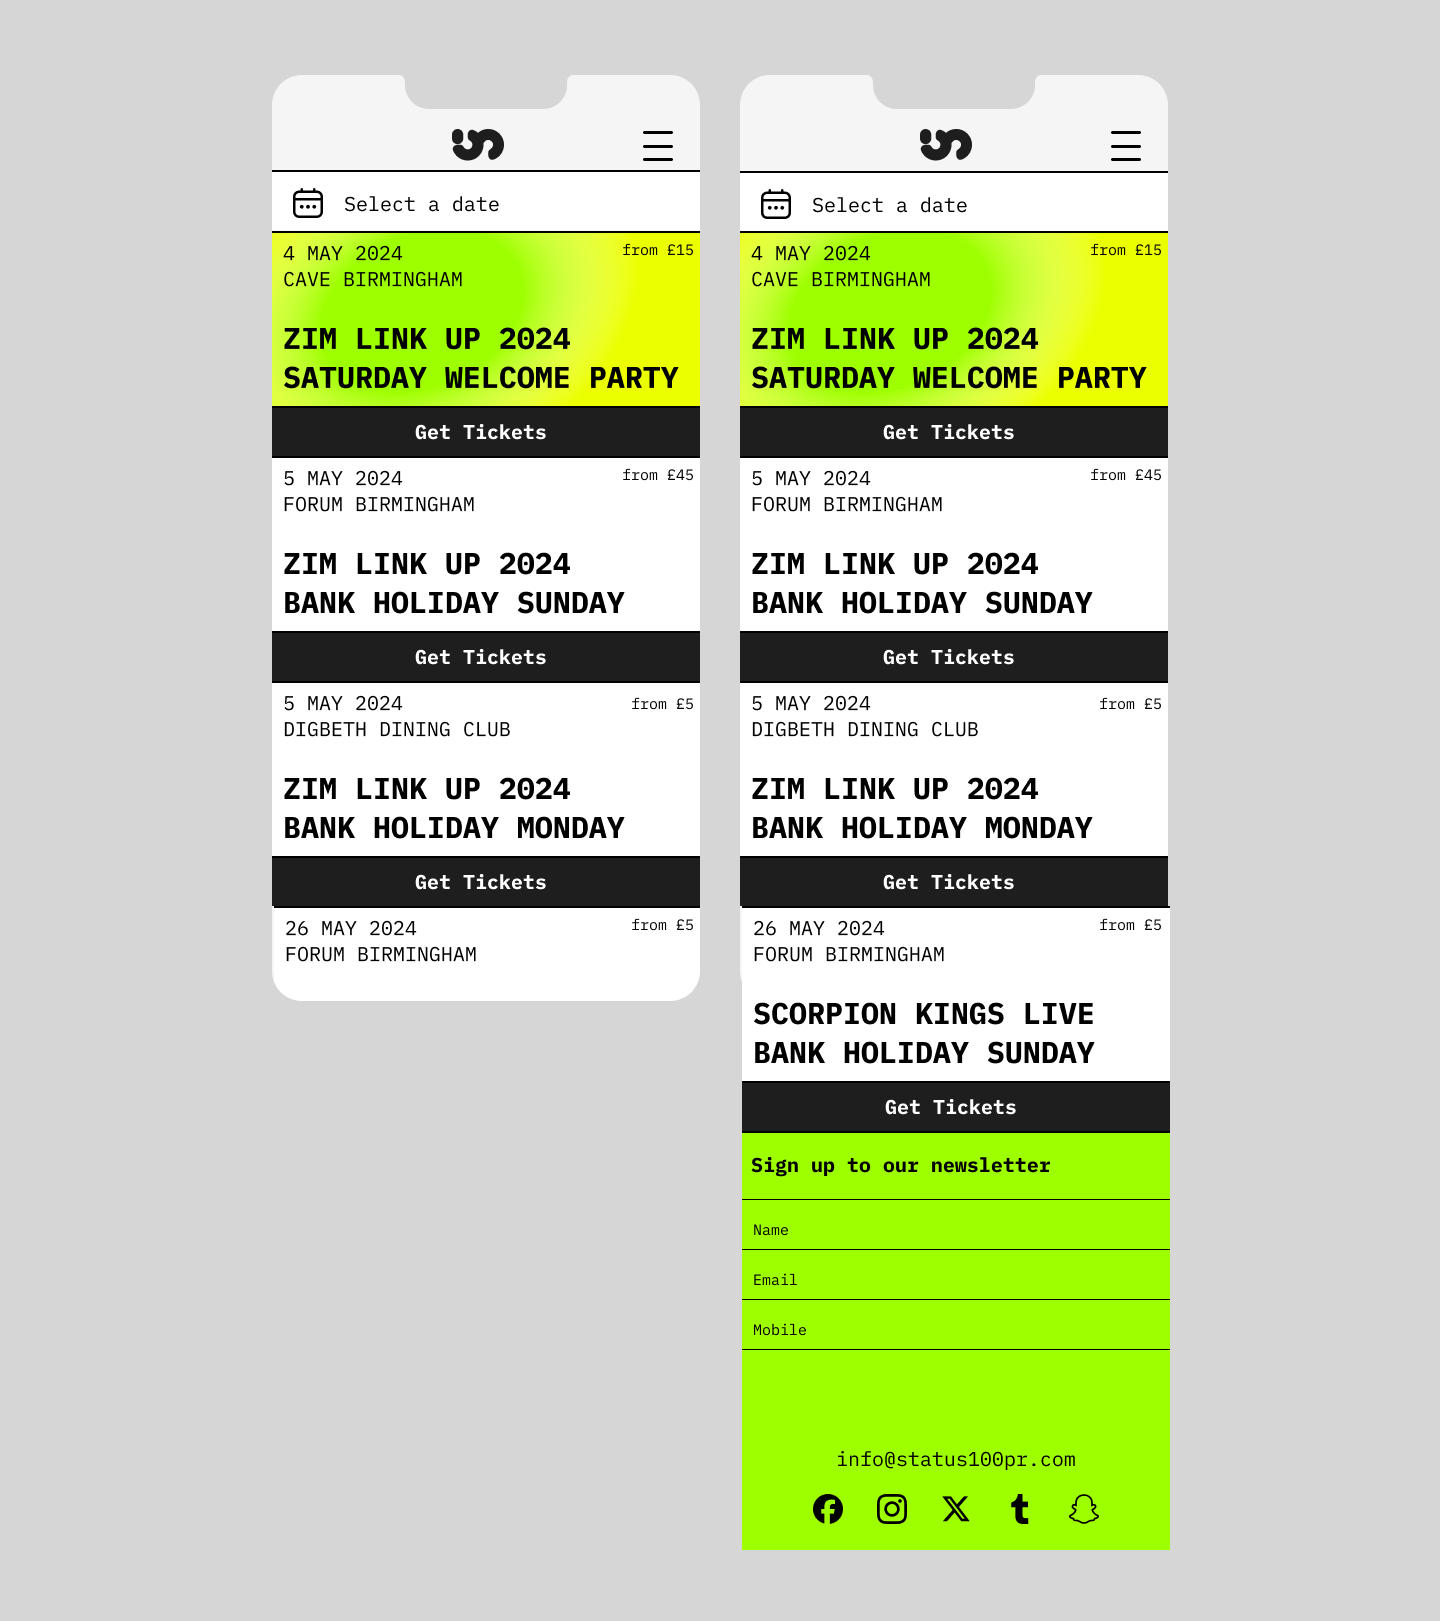 Select a date
4 MAY 2024
from £15
CAVE BIRMINGHAM
ZIM LINK UP 2024
SATURDAY WELCOME PARTY
Get Tickets
5 MAY 2024
from £45
FORUM BIRMINGHAM
ZIM LINK UP 2024
BANK HOLIDAY SUNDAY
Get Tickets
5 MAY 2024
from £5
DIGBETH DINING CLUB
ZIM LINK UP 2024
BANK HOLIDAY MONDAY
Get Tickets
26 MAY 2024
from £5
FORUM BIRMINGHAM
Select a date
4 MAY 2024
from £15
CAVE BIRMINGHAM
ZIM LINK UP 2024
SATURDAY WELCOME PARTY
Get Tickets
5 MAY 2024
from £45
FORUM BIRMINGHAM
ZIM LINK UP 2024
BANK HOLIDAY SUNDAY
Get Tickets
5 MAY 2024
from £5
DIGBETH DINING CLUB
ZIM LINK UP 2024
BANK HOLIDAY MONDAY
Get Tickets
26 MAY 2024
from £5
FORUM BIRMINGHAM
SCORPION KINGS LIVE
BANK HOLIDAY SUNDAY
Get Tickets
Sign up to our newsletter
Name
Email
Mobile
info@status100pr.com